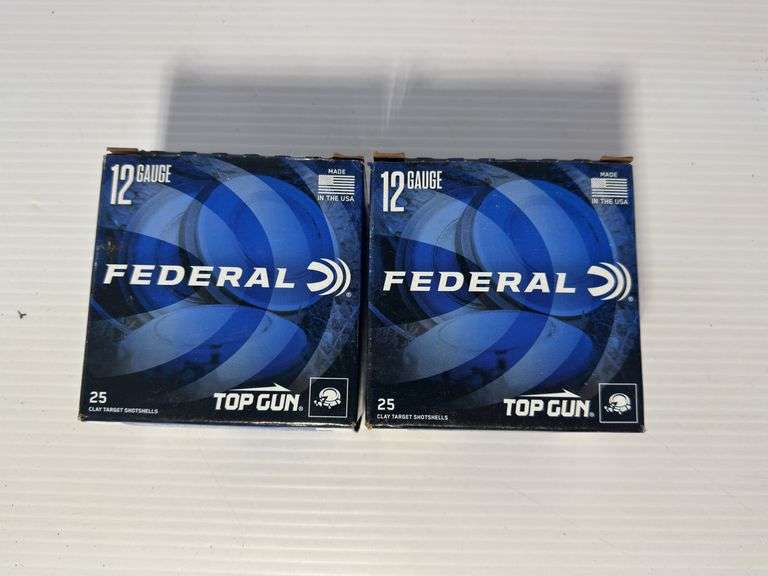 12 GAUGE
MADE
IN THE USA
FEDERAL®
25
CLAY TARGET SHOTSHELLS
TOP GUN®
12 GAUGE
MADE
IN THE USA
FEDERAL®
25
CLAY TARGET SHOTSHELLS
TOP GUN®